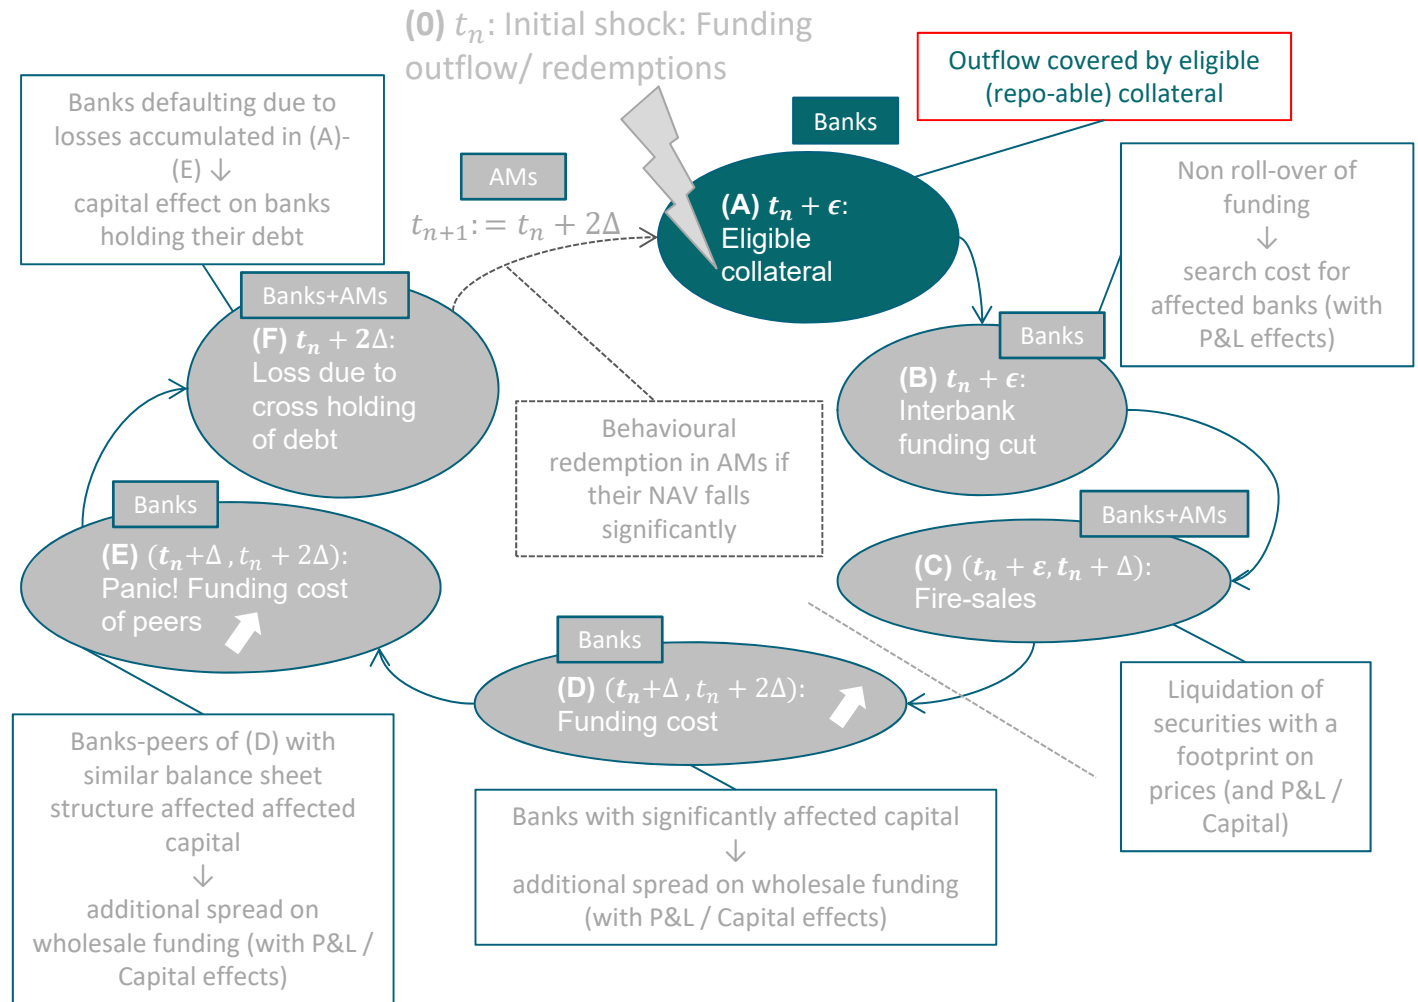 (0) tₙ: Initial shock: Funding
outflow/ redemptions
Outflow covered by eligible
(repo-able) collateral
Banks
(A) tₙ + ϵ:
Eligible
collateral
Banks defaulting due to
losses accumulated in (A)-
(E) ↓
capital effect on banks
holding their debt
AMs
tₙ₊₁: = tₙ + 2Δ
Non roll-over of
funding
↓
search cost for
affected banks (with
P&L effects)
Banks+AMs
(F) tₙ + 2Δ:
Loss due to
cross holding
of debt
Banks
(B) tₙ + ϵ:
Interbank
funding cut
Behavioural
redemption in AMs if
their NAV falls
significantly
Banks
(E) (tₙ+Δ , tₙ + 2Δ):
Panic! Funding cost
of peers
Banks+AMs
(C) (tₙ + ε, tₙ + Δ):
Fire-sales
Banks
(D) (tₙ+Δ , tₙ + 2Δ):
Funding cost
Liquidation of
securities with a
footprint on
prices (and P&L /
Capital)
Banks-peers of (D) with
similar balance sheet
structure affected affected
capital
↓
additional spread on
wholesale funding (with P&L /
Capital effects)
Banks with significantly affected capital
↓
additional spread on wholesale funding
(with P&L / Capital effects)